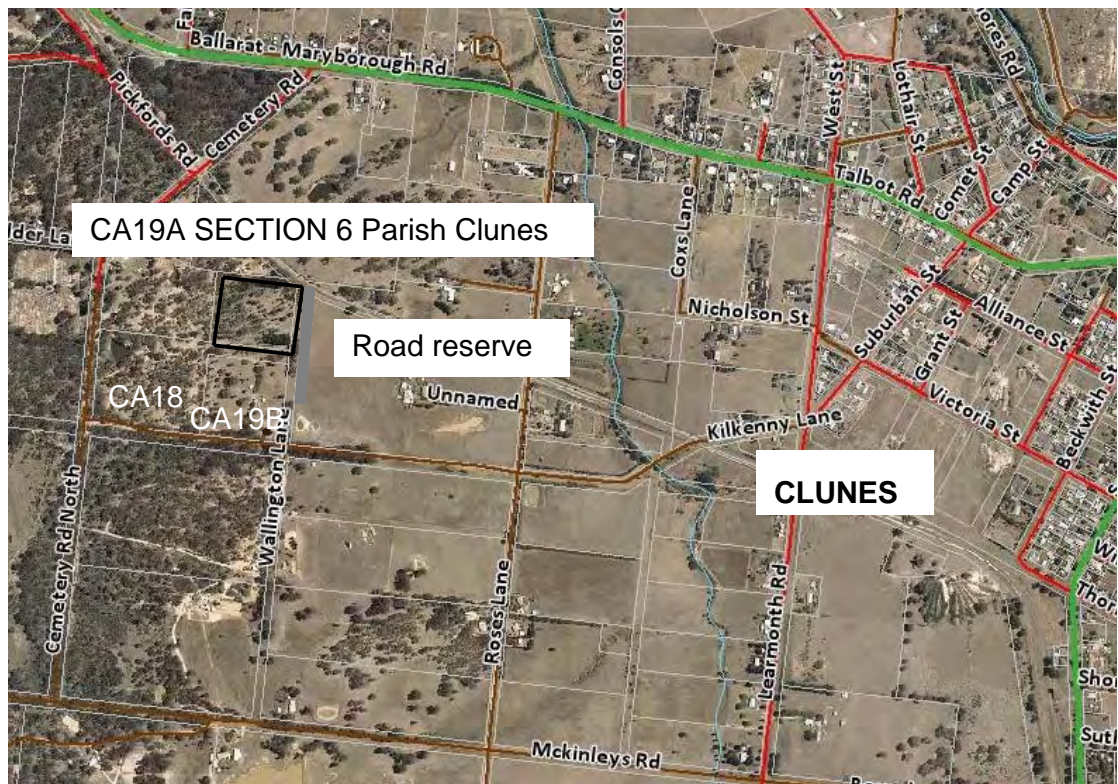 Ballarat - Maryborough Rd
Consols
Pickfords Rd
Cemetery Rd
West St
Lothair St
Talbot Rd
Comet St
Camp St
CA19A SECTION 6 Parish Clunes
Coxs Lane
Road reserve
Nicholson St
Suburban St
Alliance St
Grant St
CA18
CA19B
Unnamed
Victoria St
Beckwith St
Kilkenny Lane
CLUNES
Cemetery Rd North
Wallington Lane
Roses Lane
Learmonth Rd
Mckinleys Rd